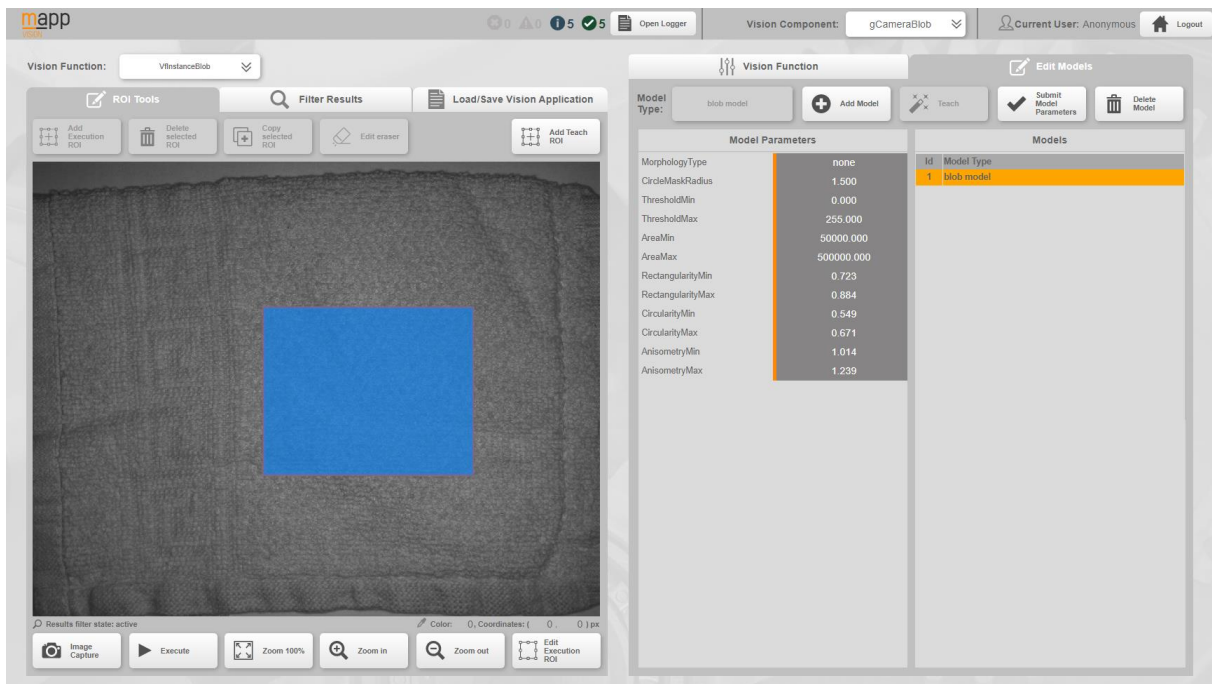 mapp
0 0 5 5 Open Logger Vision Component: gCameraBlob Current User: Anonymous Logout
Vision Function: VfInstanceBlob
ROI Tools Filter Results Load/Save Vision Application
Add Execution ROI
Delete selected ROI
Copy selected ROI
Edit eraser
Add Teach ROI
Results filter state: active Color: 0, Coordinates: ( 0 , 0 ) px
Image Capture
Execute
Zoom 100%
Zoom in
Zoom out
Edit Execution ROI
Vision Function Edit Models
Model Type: blob model
Add Model
Teach
Submit Model Parameters
Delete Model
Model Parameters
MorphologyType none
CircleMaskRadius 1.500
ThresholdMin 0.000
ThresholdMax 255.000
AreaMin 50000.000
AreaMax 500000.000
RectangularityMin 0.723
RectangularityMax 0.884
CircularityMin 0.549
CircularityMax 0.671
AnisometryMin 1.014
AnisometryMax 1.239
Models
Id Model Type
1 blob model